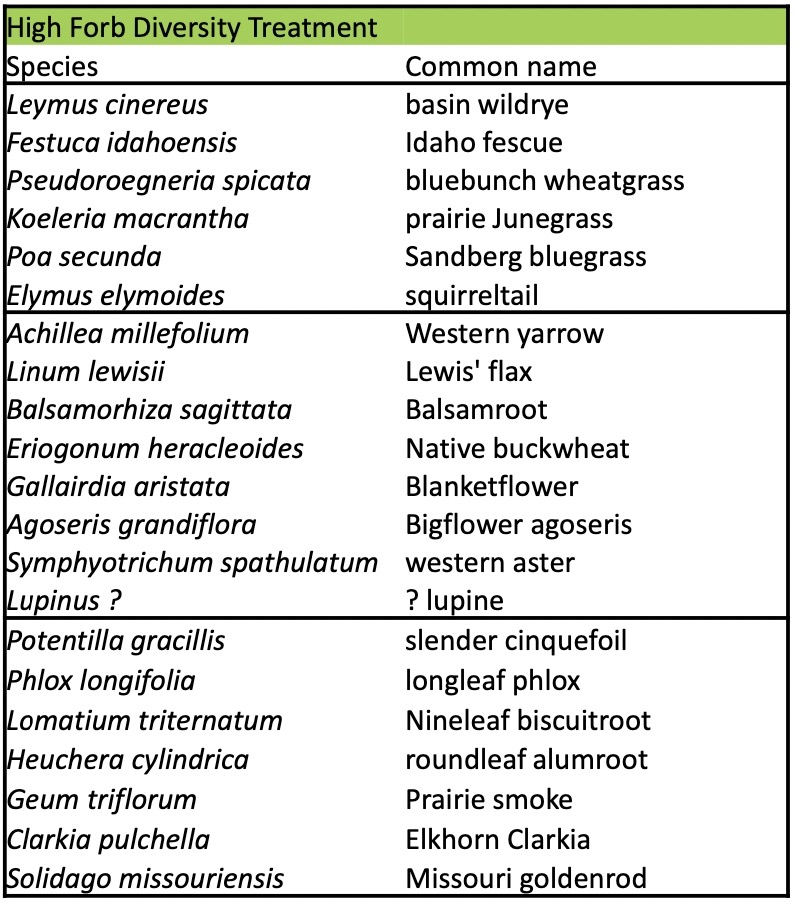 High Forb Diversity Treatment
Species Common name
Leymus cinereus basin wildrye
Festuca idahoensis Idaho fescue
Pseudoroegneria spicata bluebunch wheatgrass
Koeleria macrantha prairie Junegrass
Poa secunda Sandberg bluegrass
Elymus elymoides squirreltail
Achillea millefolium Western yarrow
Linum lewisii Lewis' flax
Balsamorhiza sagittata Balsamroot
Eriogonum heracleoides Native buckwheat
Gallairdia aristata Blanketflower
Agoseris grandiflora Bigflower agoseris
Symphyotrichum spathulatum western aster
Lupinus ? ? lupine
Potentilla gracillis slender cinquefoil
Phlox longifolia longleaf phlox
Lomatium triternatum Nineleaf biscuitroot
Heuchera cylindrica roundleaf alumroot
Geum triflorum Prairie smoke
Clarkia pulchella Elkhorn Clarkia
Solidago missouriensis Missouri goldenrod